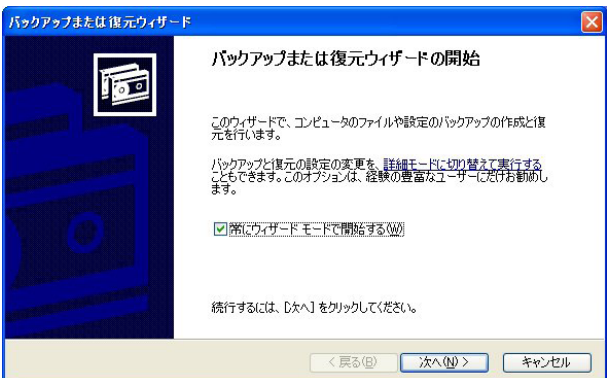 バックアップまたは復元ウィザード
バックアップまたは復元ウィザードの開始
このウィザードで、コンピュータのファイルや設定のバックアップの作成と復
元を行います。
バックアップと復元の設定の変更を、詳細モードに切り替えて実行する
こともできます。このオプションは、経験の豊富なユーザーにだけお勧めし
ます。
常にウィザード モードで開始する(W)
続行するには、[次へ] をクリックしてください。
< 戻る(B) 次へ(N) > キャンセル